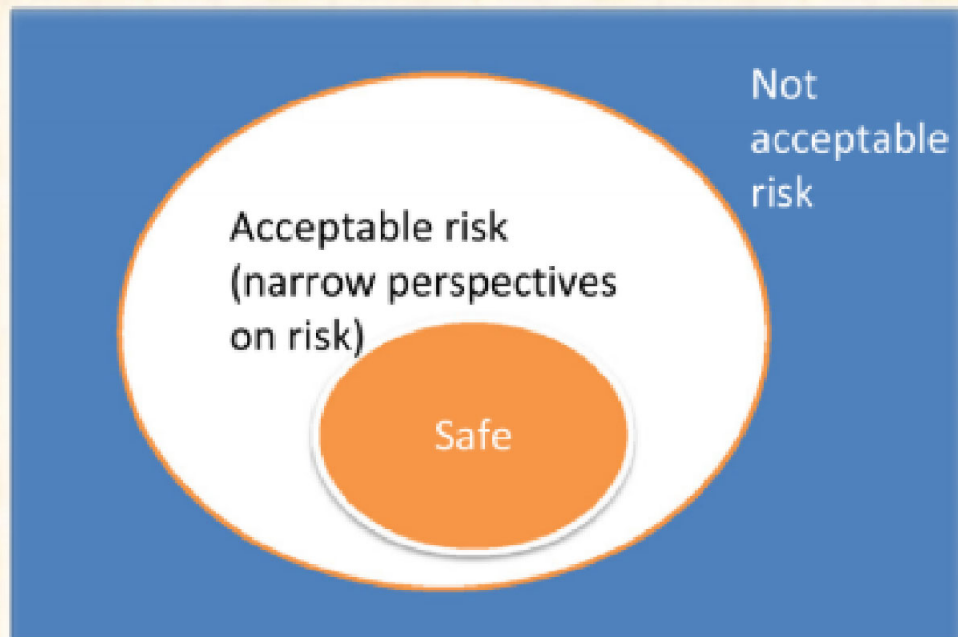 Not
acceptable
risk
Acceptable risk
(narrow perspectives
on risk)
Safe